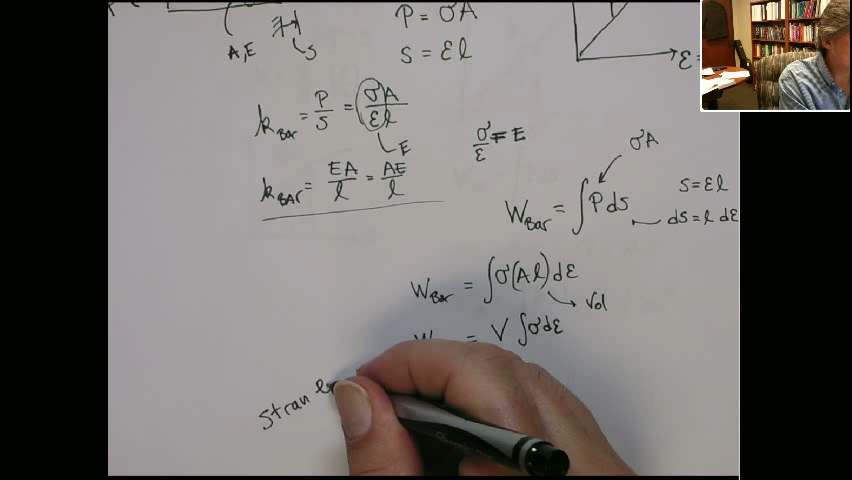 P = σA
A,E
s
s = εl
ε
k_BAR = P/s = σA/εl
E
σ/ε = E
σA
k_BAR = EA/l = AE/l
W_Bar = ∫ P ds
s = εl
ds = l dε
W_Bar = ∫ σ(Al) dε
Vol
W = V ∫ σ dε
Stran